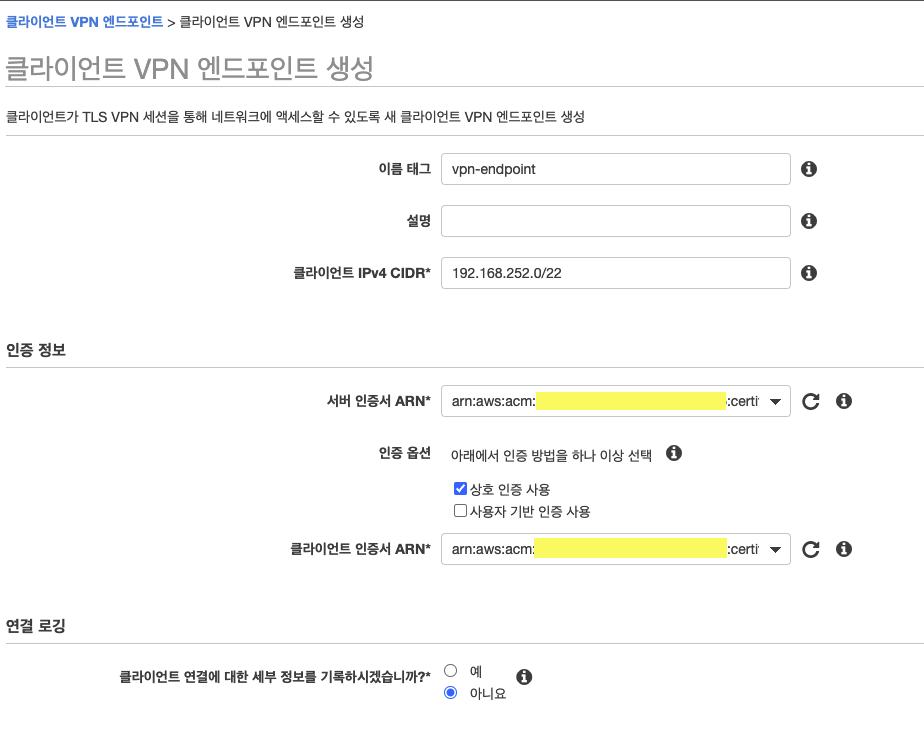 클라이언트 VPN 엔드포인트 > 클라이언트 VPN 엔드포인트 생성
클라이언트 VPN 엔드포인트 생성
클라이언트가 TLS VPN 세션을 통해 네트워크에 액세스할 수 있도록 새 클라이언트 VPN 엔드포인트 생성
이름 태그 vpn-endpoint
설명
클라이언트 IPv4 CIDR* 192.168.252.0/22
인증 정보
서버 인증서 ARN* arn:aws:acm: :certi
인증 옵션 아래에서 인증 방법을 하나 이상 선택
상호 인증 사용
사용자 기반 인증 사용
클라이언트 인증서 ARN* arn:aws:acm: :certi
연결 로깅
클라이언트 연결에 대한 세부 정보를 기록하시겠습니까?* 예
아니요